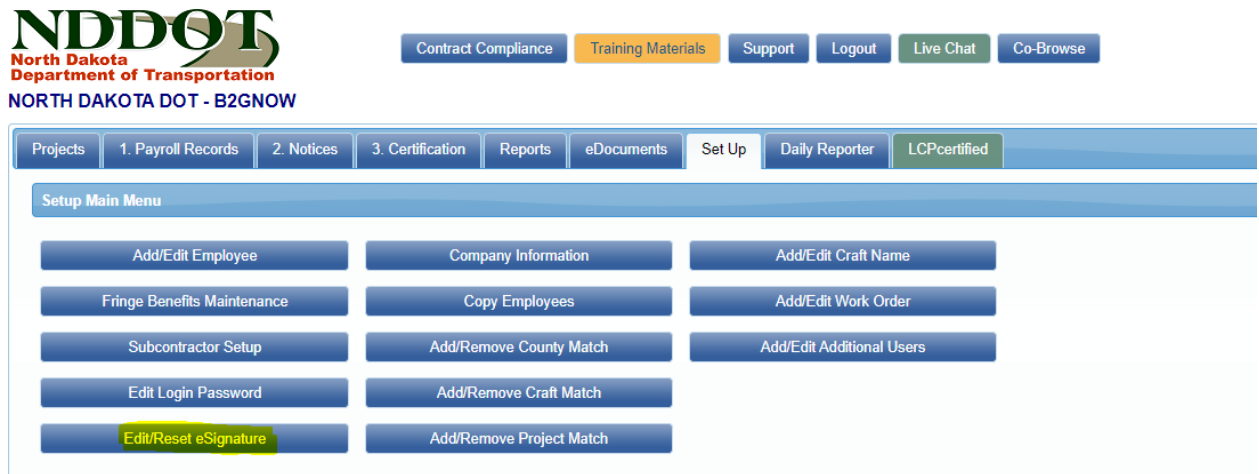 NDDOT
North Dakota
Department of Transportation
Contract Compliance Training Materials Support Logout Live Chat Co-Browse
NORTH DAKOTA DOT - B2GNOW
Projects 1. Payroll Records 2. Notices 3. Certification Reports eDocuments Set Up Daily Reporter LCPcertified
Setup Main Menu
Add/Edit Employee Company Information Add/Edit Craft Name
Fringe Benefits Maintenance Copy Employees Add/Edit Work Order
Subcontractor Setup Add/Remove County Match Add/Edit Additional Users
Edit Login Password Add/Remove Craft Match
Edit/Reset eSignature Add/Remove Project Match